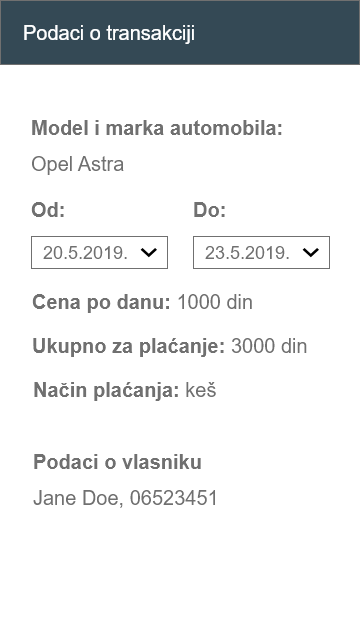 Podaci o transakciji
Model i marka automobila:
Opel Astra
Od: Do:
20.5.2019. 23.5.2019.
Cena po danu: 1000 din
Ukupno za plaćanje: 3000 din
Način plaćanja: keš
Podaci o vlasniku
Jane Doe, 06523451